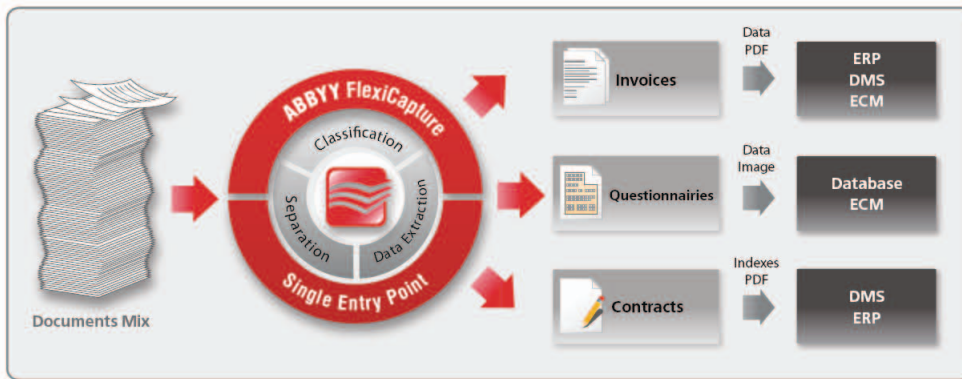 Documents Mix
ABBYY FlexiCapture
Classification
Separation
Data Extraction
Single Entry Point
Invoices
Data
PDF
ERP
DMS
ECM
Questionnairies
Data
Image
Database
ECM
Contracts
Indexes
PDF
DMS
ERP